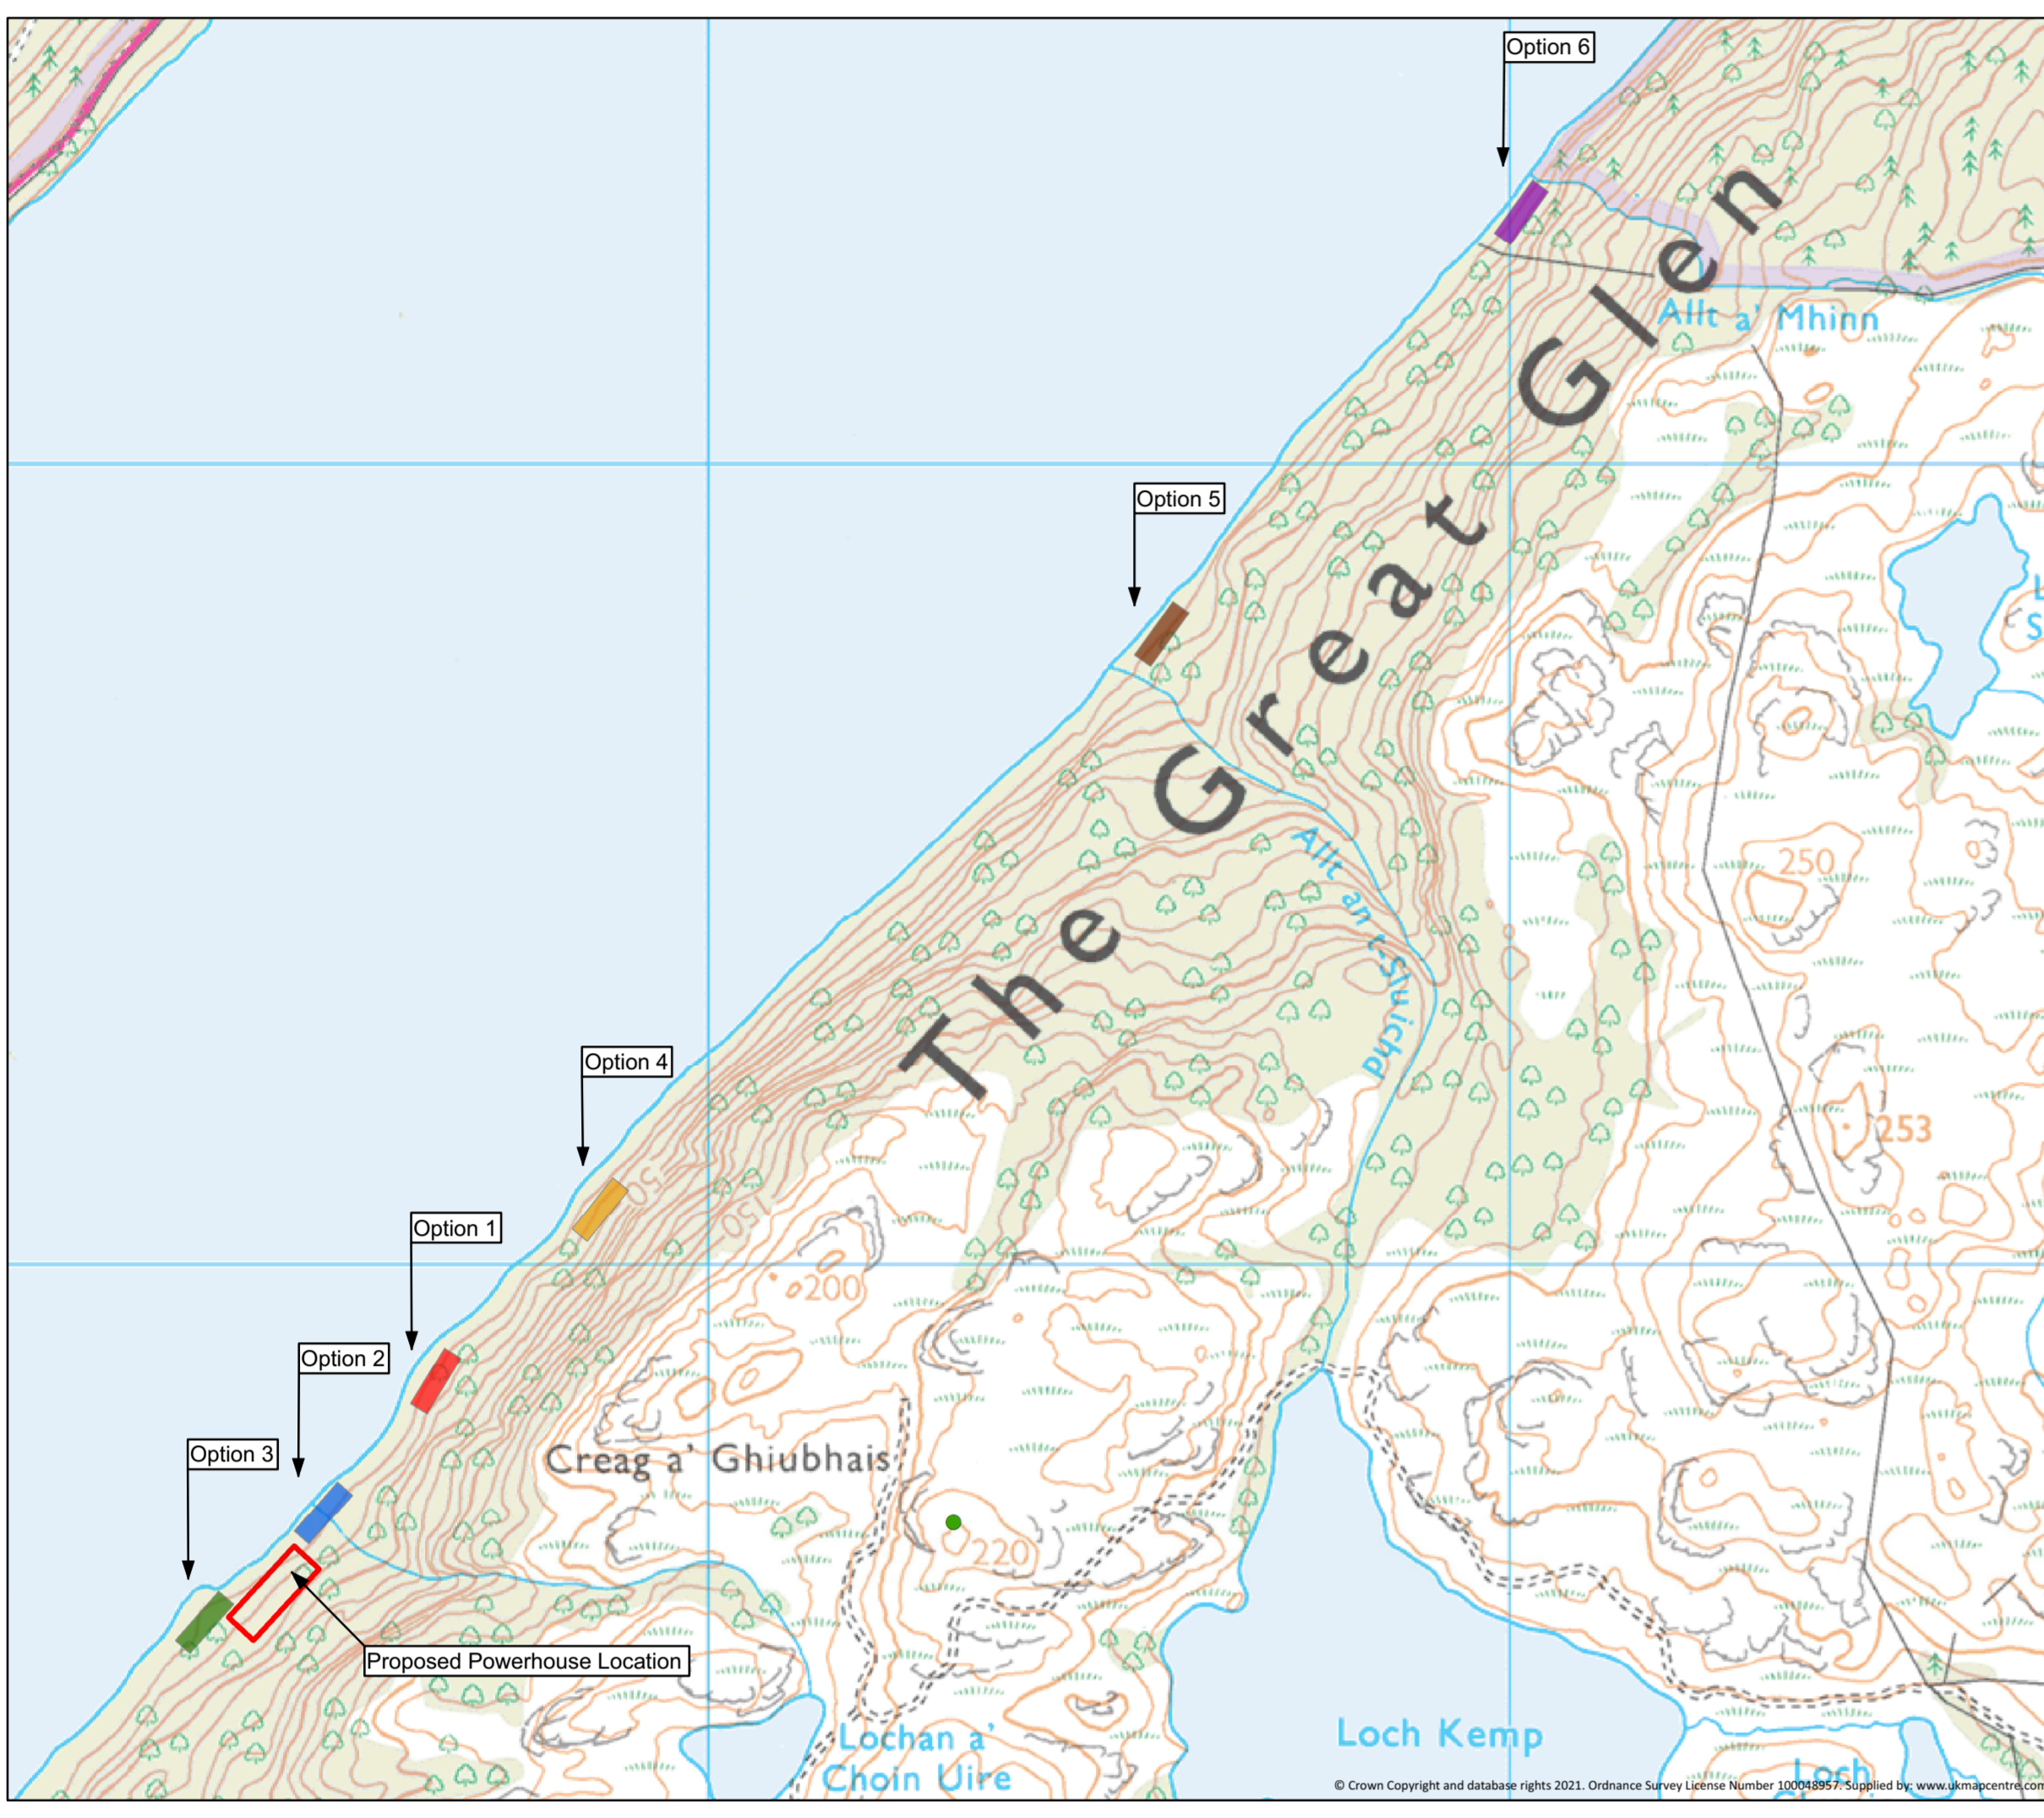 Option 6
The Great Glen
Allt a' Mhinn
Option 5
L
S
250
Allt an t-Sluichd
Option 4
50
253
150
Option 1
200
Option 2
Option 3
Creag a' Ghiubhais
220
Proposed Powerhouse Location
Lochan a'
Choin Uire
Loch Kemp
Loch
© Crown Copyright and database rights 2021. Ordnance Survey License Number 100048957. Supplied by: www.ukmapcentre.com